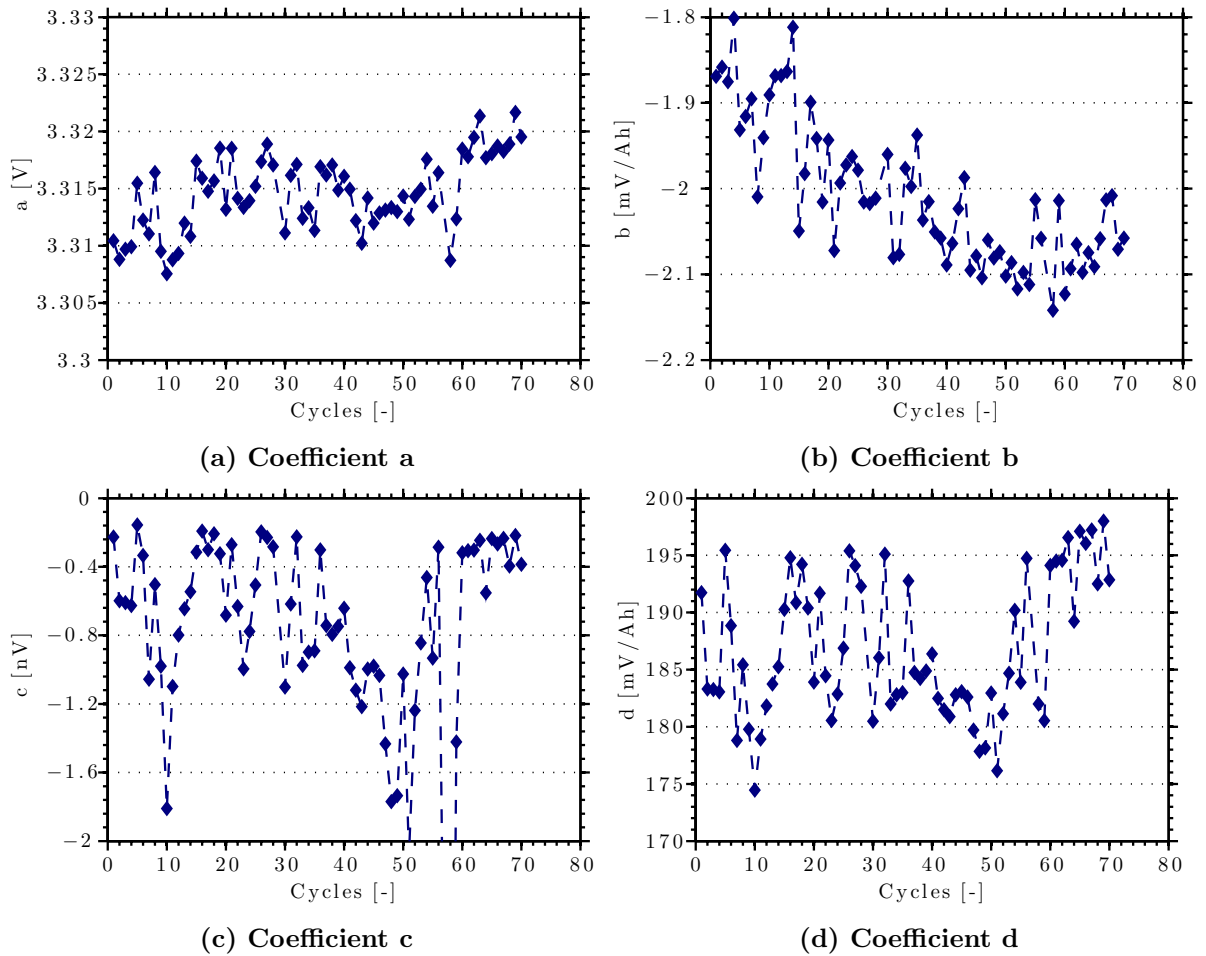 3.33
3.325
3.32
3.315
3.31
3.305
3.3
a [V]
0 10 20 30 40 50 60 70 80
Cycles [-]
(a) Coefficient a
−1.8
−1.9
−2
−2.1
−2.2
b [mV/Ah]
0 10 20 30 40 50 60 70 80
Cycles [-]
(b) Coefficient b
0
−0.4
−0.8
−1.2
−1.6
−2
c [nV]
0 10 20 30 40 50 60 70 80
Cycles [-]
(c) Coefficient c
200
195
190
185
180
175
170
d [mV/Ah]
0 10 20 30 40 50 60 70 80
Cycles [-]
(d) Coefficient d